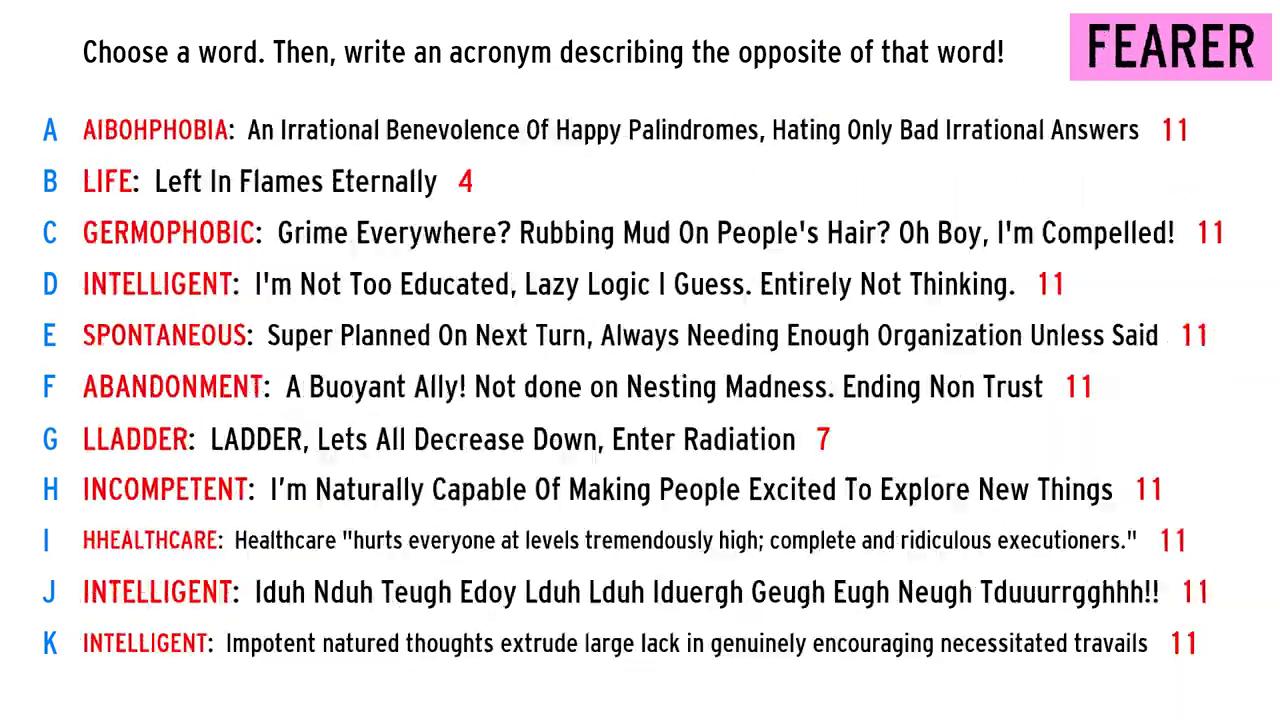 Choose a word. Then, write an acronym describing the opposite of that word!
FEARER
A AIBOHPHOBIA: An Irrational Benevolence Of Happy Palindromes, Hating Only Bad Irrational Answers 11
B LIFE: Left In Flames Eternally 4
C GERMOPHOBIC: Grime Everywhere? Rubbing Mud On People's Hair? Oh Boy, I'm Compelled! 11
D INTELLIGENT: I'm Not Too Educated, Lazy Logic I Guess. Entirely Not Thinking. 11
E SPONTANEOUS: Super Planned On Next Turn, Always Needing Enough Organization Unless Said 11
F ABANDONMENT: A Buoyant Ally! Not done on Nesting Madness. Ending Non Trust 11
G LLADDER: LADDER, Lets All Decrease Down, Enter Radiation 7
H INCOMPETENT: I'm Naturally Capable Of Making People Excited To Explore New Things 11
I HHEALTHCARE: Healthcare "hurts everyone at levels tremendously high; complete and ridiculous executioners." 11
J INTELLIGENT: Iduh Nduh Teugh Edoy Lduh Lduh Iduergh Geugh Eugh Neugh Tduuurrgghhh!! 11
K INTELLIGENT: Impotent natured thoughts extrude large lack in genuinely encouraging necessitated travails 11